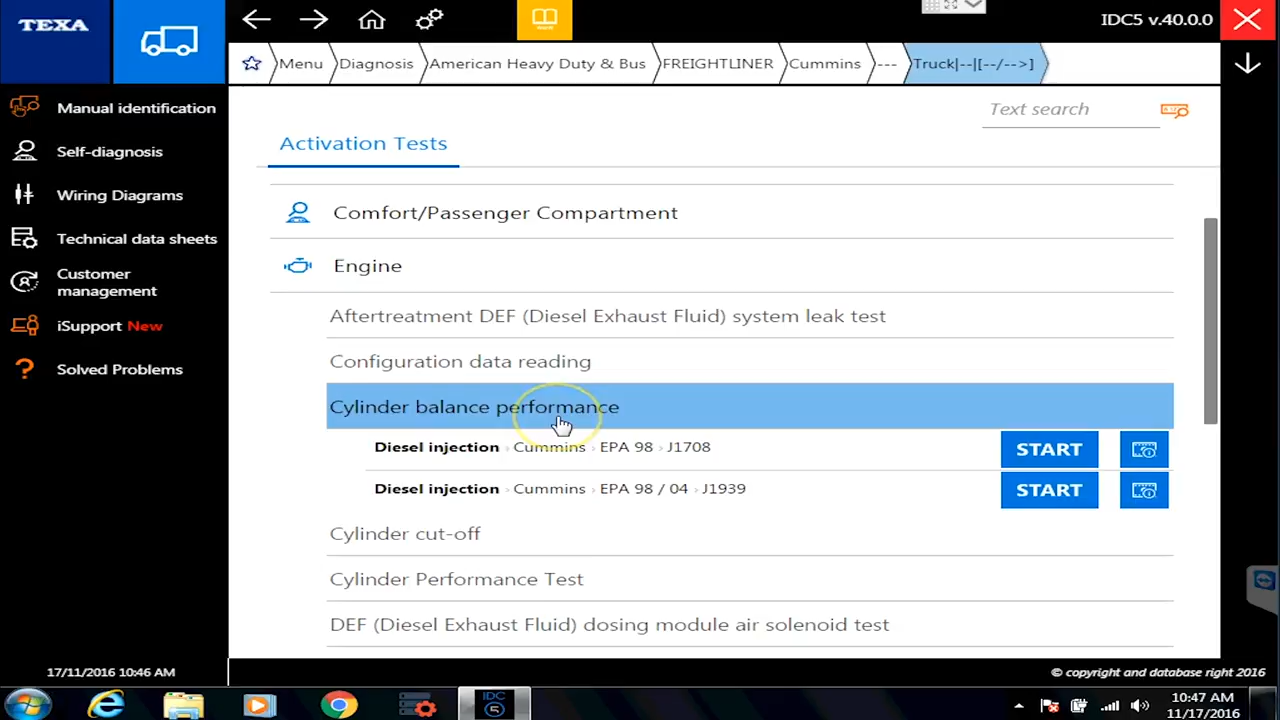 TEXA
IDC5 v.40.0.0
Menu
Diagnosis
American Heavy Duty & Bus
FREIGHTLINER
Cummins
---
Truck|--|[--/-->]
Manual identification
Self-diagnosis
Wiring Diagrams
Technical data sheets
Customer
management
iSupport New
Solved Problems
17/11/2016 10:46 AM
Text search
Activation Tests
Comfort/Passenger Compartment
Engine
Aftertreatment DEF (Diesel Exhaust Fluid) system leak test
Configuration data reading
Cylinder balance performance
Diesel injection › Cummins › EPA 98 › J1708
START
Diesel injection › Cummins › EPA 98 / 04 › J1939
START
Cylinder cut-off
Cylinder Performance Test
DEF (Diesel Exhaust Fluid) dosing module air solenoid test
© copyright and database right 2016
IDC
5
10:47 AM
11/17/2016